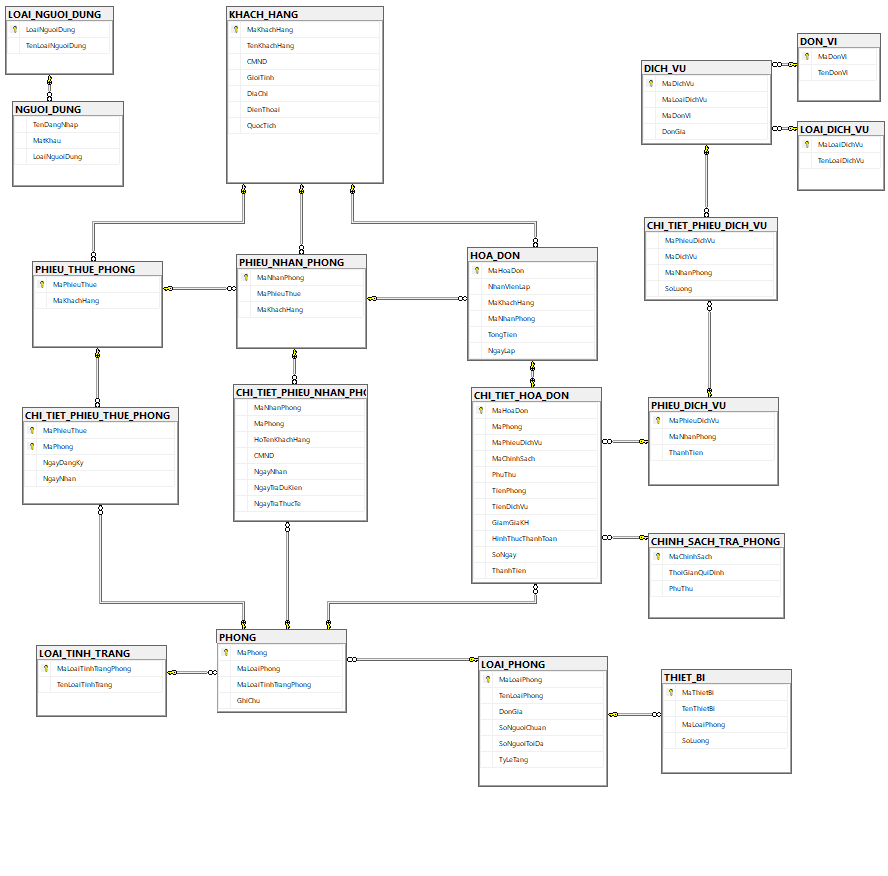 LOAI_NGUOI_DUNG
LoaiNguoiDung
TenLoaiNguoiDung
NGUOI_DUNG
TenDangNhap
MatKhau
LoaiNguoiDung
KHACH_HANG
MaKhachHang
TenKhachHang
CMND
GioiTinh
DiaChi
DienThoai
QuocTich
DICH_VU
MaDichVu
MaLoaiDichVu
MaDonVi
DonGia
DON_VI
MaDonVi
TenDonVi
LOAI_DICH_VU
MaLoaiDichVu
TenLoaiDichVu
PHIEU_THUE_PHONG
MaPhieuThue
MaKhachHang
PHIEU_NHAN_PHONG
MaNhanPhong
MaPhieuThue
MaKhachHang
HOA_DON
MaHoaDon
NhanVienLap
MaKhachHang
MaNhanPhong
TongTien
NgayLap
CHI_TIET_PHIEU_DICH_VU
MaPhieuDichVu
MaDichVu
MaNhanPhong
SoLuong
CHI_TIET_PHIEU_THUE_PHONG
MaPhieuThue
MaPhong
NgayDangKy
NgayNhan
CHI_TIET_PHIEU_NHAN_PHO
MaNhanPhong
MaPhong
HoTenKhachHang
CMND
NgayNhan
NgayTraDuKien
NgayTraThucTe
CHI_TIET_HOA_DON
MaHoaDon
MaPhong
MaPhieuDichVu
MaChinhSach
PhuThu
TienPhong
TienDichVu
GiamGiaKH
HinhThucThanhToan
SoNgay
ThanhTien
PHIEU_DICH_VU
MaPhieuDichVu
MaNhanPhong
ThanhTien
CHINH_SACH_TRA_PHONG
MaChinhSach
ThoiGianQuiDinh
PhuThu
LOAI_TINH_TRANG
MaLoaiTinhTrangPhong
TenLoaiTinhTrang
PHONG
MaPhong
MaLoaiPhong
MaLoaiTinhTrangPhong
GhiChu
LOAI_PHONG
MaLoaiPhong
TenLoaiPhong
DonGia
SoNguoiChuan
SoNguoiToiDa
TyLeTang
THIET_BI
MaThietBi
TenThietBi
MaLoaiPhong
SoLuong